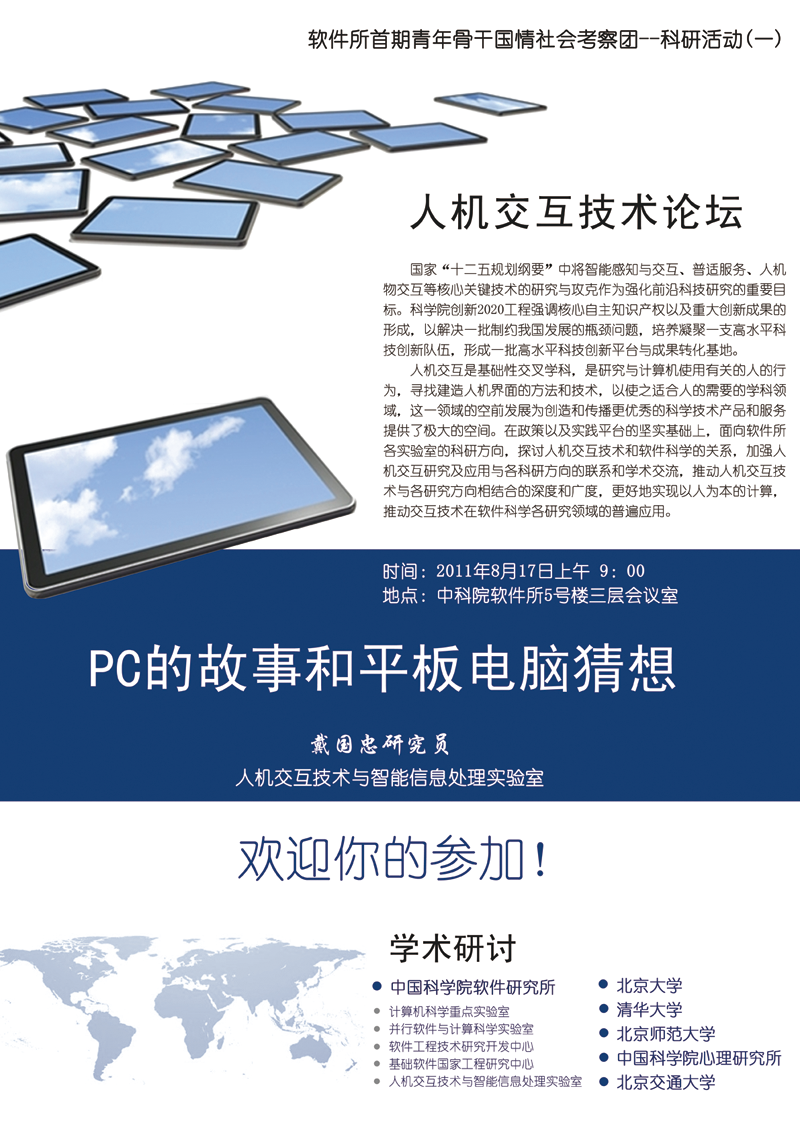 软件所首期青年骨干国情社会考察团--科研活动(一)
人机交互技术论坛
国家“十二五规划纲要”中将智能感知与交互、普适服务、人机
物交互等核心关键技术的研究与攻克作为强化前沿科技研究的重要目
标。科学院创新2020工程强调核心自主知识产权以及重大创新成果的
形成，以解决一批制约我国发展的瓶颈问题，培养凝聚一支高水平科
技创新队伍，形成一批高水平科技创新平台与成果转化基地。
人机交互是基础性交叉学科，是研究与计算机使用有关的人的行
为，寻找建造人机界面的方法和技术，以使之适合人的需要的学科领
域，这一领域的空前发展为创造和传播更优秀的科学技术产品和服务
提供了极大的空间。在政策以及实践平台的坚实基础上，面向软件所
各实验室的科研方向，探讨人机交互技术和软件科学的关系，加强人
机交互研究及应用与各科研方向的联系和学术交流，推动人机交互技
术与各研究方向相结合的深度和广度，更好地实现以人为本的计算，
推动交互技术在软件科学各研究领域的普遍应用。
时间：2011年8月17日上午 9：00
地点：中科院软件所5号楼三层会议室
PC的故事和平板电脑猜想
戴国忠研究员
人机交互技术与智能信息处理实验室
欢迎你的参加！
学术研讨
● 中国科学院软件研究所
● 计算机科学重点实验室
● 并行软件与计算科学实验室
● 软件工程技术研究开发中心
● 基础软件国家工程研究中心
● 人机交互技术与智能信息处理实验室
● 北京大学
● 清华大学
● 北京师范大学
● 中国科学院心理研究所
● 北京交通大学